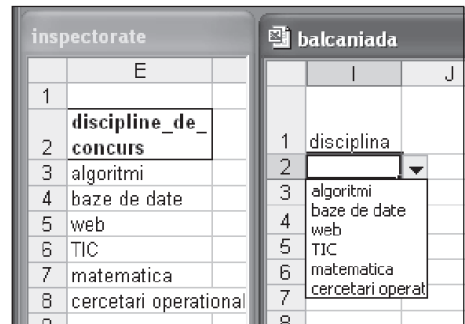 inspectorate
E
1
discipline_de_
2 concurs
3 algoritmi
4 baze de date
5 web
6 TIC
7 matematica
8 cercetari operational
balcaniada
I J
1 disciplina
2
3 algoritmi
baze de date
4 web
5 TIC
6 matematica
7 cercetari operat
8